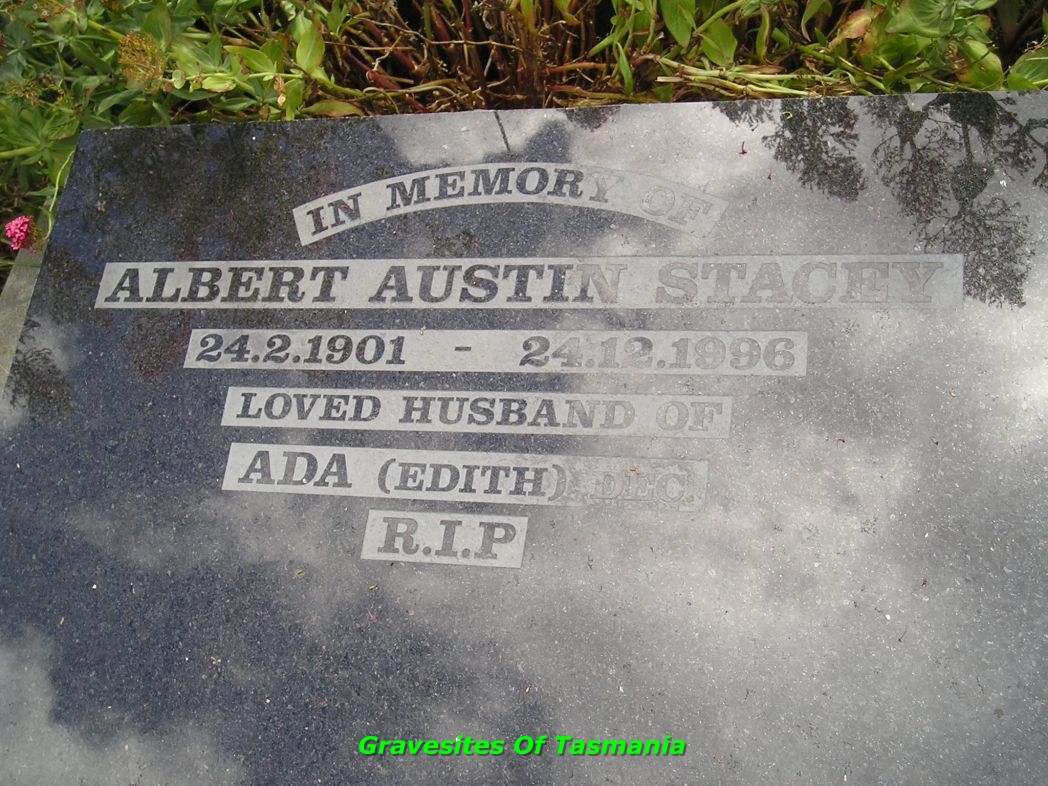 IN MEMORY OF
ALBERT AUSTIN STACEY
24.2.1901 - 24.12.1996
LOVED HUSBAND OF
ADA (EDITH) DEC.
R.I.P
Gravesites Of Tasmania